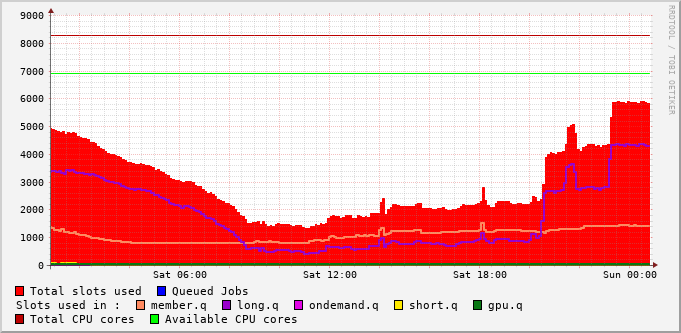 RRDTOOL / TOBI OETIKER
9000
8000
7000
6000
5000
4000
3000
2000
1000
0
Sat 06:00 Sat 12:00 Sat 18:00 Sun 00:00
Total slots used Queued Jobs
Slots used in : member.q long.q ondemand.q short.q gpu.q
Total CPU cores Available CPU cores